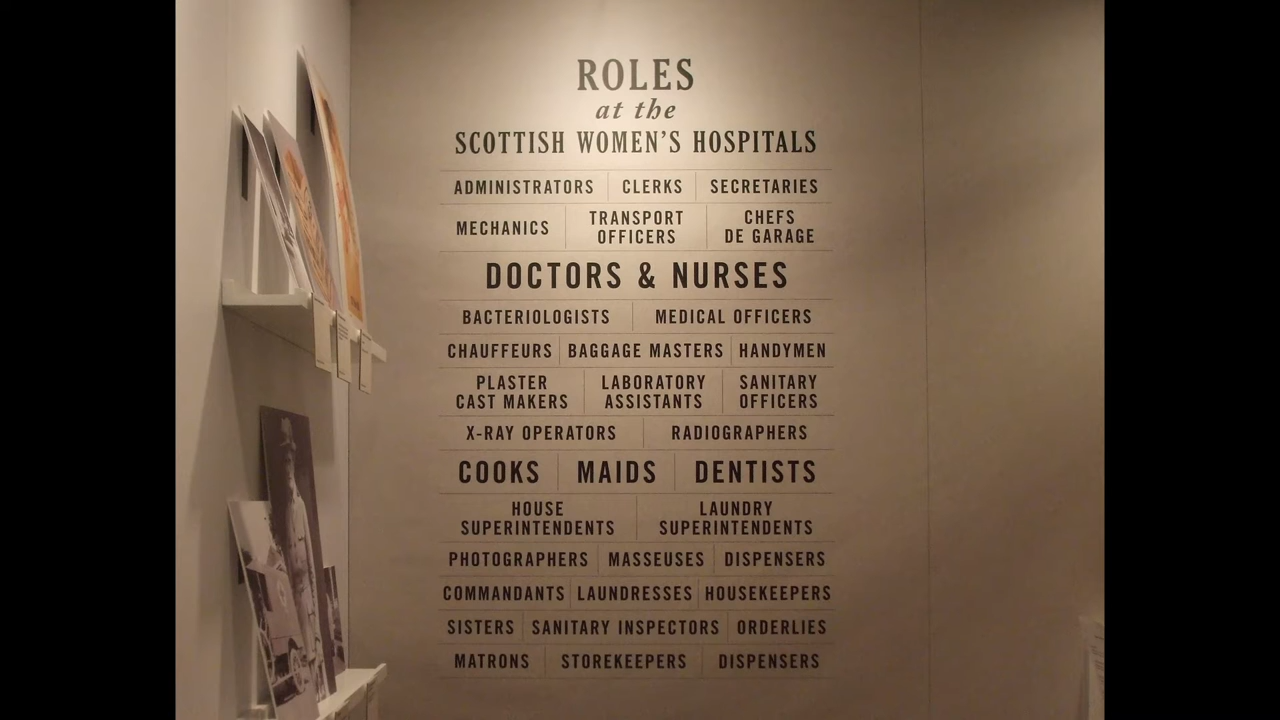 ROLES
at the
SCOTTISH WOMEN'S HOSPITALS
ADMINISTRATORS CLERKS SECRETARIES
MECHANICS TRANSPORT OFFICERS CHEFS DE GARAGE
DOCTORS & NURSES
BACTERIOLOGISTS MEDICAL OFFICERS
CHAUFFEURS BAGGAGE MASTERS HANDYMEN
PLASTER CAST MAKERS LABORATORY ASSISTANTS SANITARY OFFICERS
X-RAY OPERATORS RADIOGRAPHERS
COOKS MAIDS DENTISTS
HOUSE SUPERINTENDENTS LAUNDRY SUPERINTENDENTS
PHOTOGRAPHERS MASSEUSES DISPENSERS
COMMANDANTS LAUNDRESSES HOUSEKEEPERS
SISTERS SANITARY INSPECTORS ORDERLIES
MATRONS STOREKEEPERS DISPENSERS